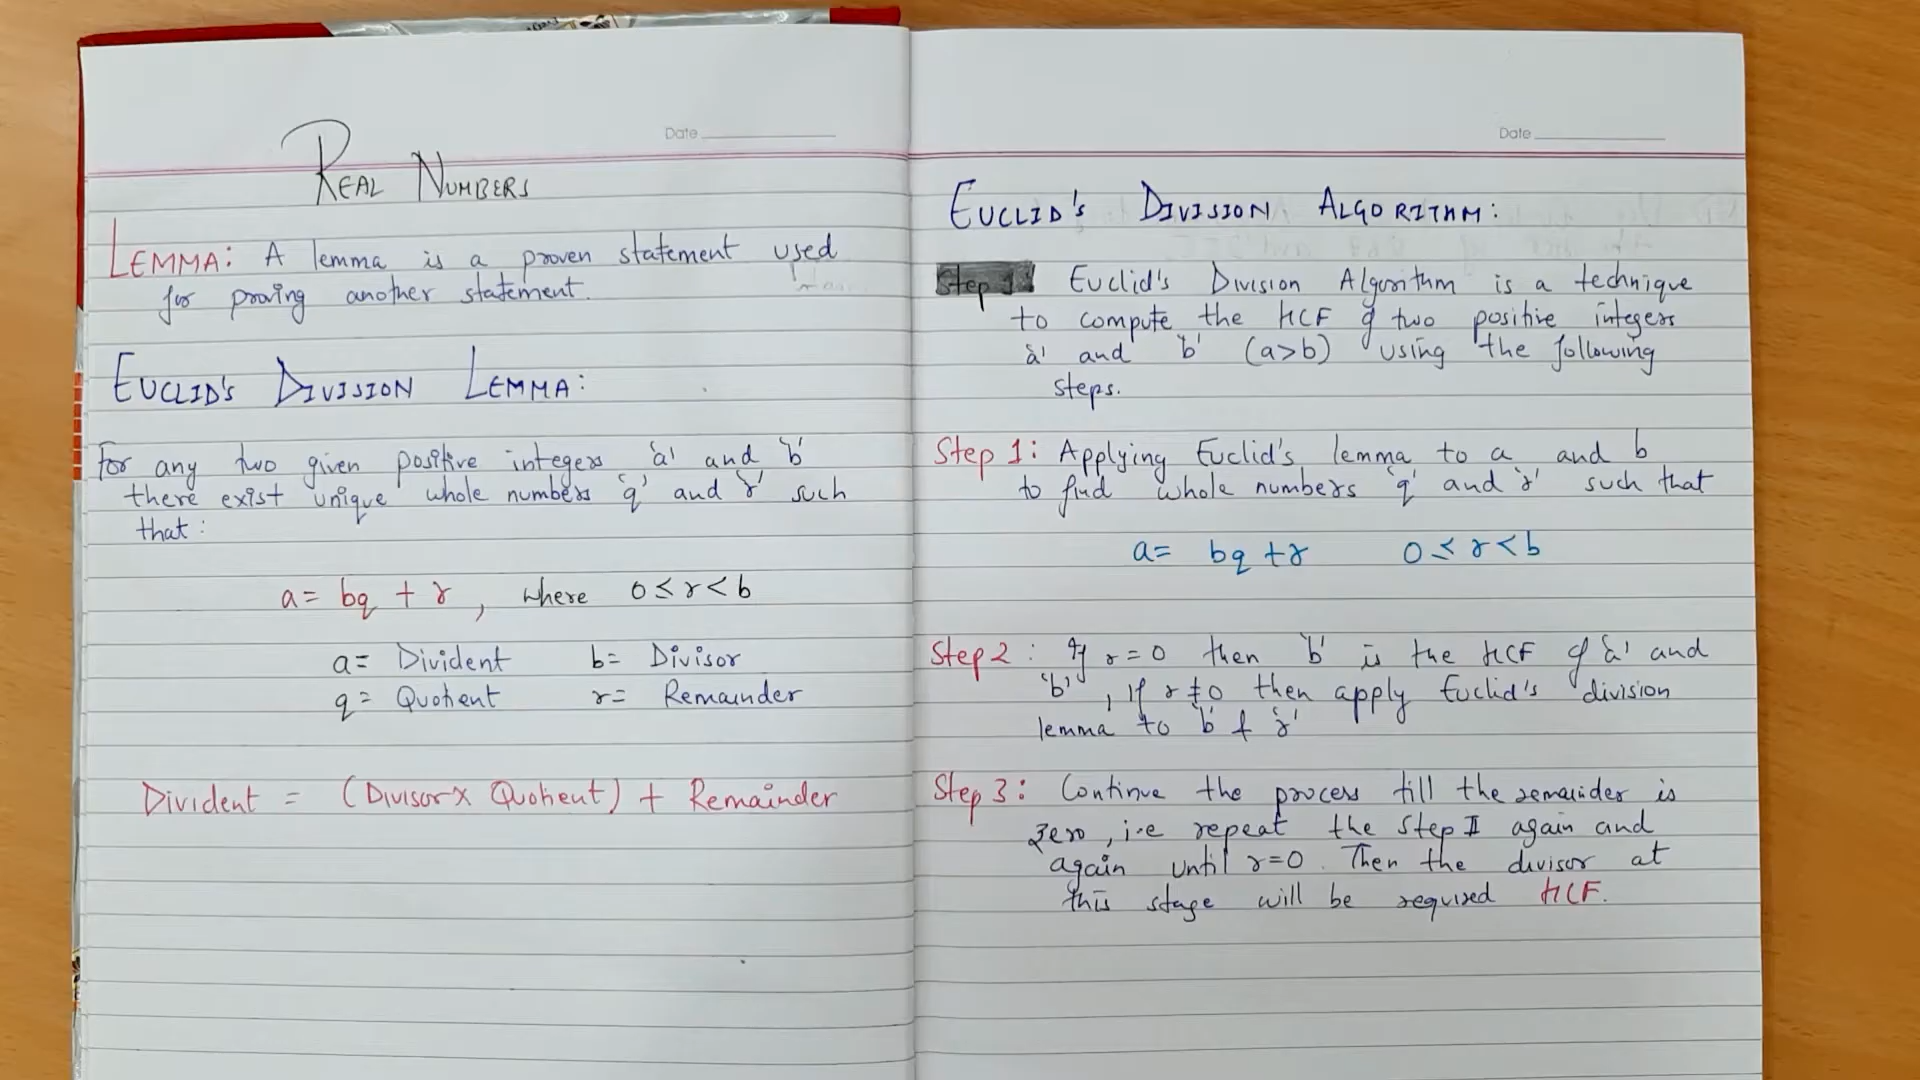 Date
REAL NUMBERS
LEMMA: A lemma is a proven statement used
for proving another statement.
EUCLID'S DIVISION LEMMA:
For any two given positive integers 'a' and 'b'
there exist unique whole numbers 'q' and 'r' such
that:
a = bq + r, where 0 ≤ r < b
a = Divident b = Divisor
q = Quotient r = Remainder
Divident = (Divisor x Quotient) + Remainder
Date
EUCLID'S DIVISION ALGORITHM:
Step 1: Euclid's Division Algorithm is a technique
to compute the HCF of two positive integers
'a' and 'b' (a>b) using the following
steps.
Step 1: Applying Euclid's lemma to a and b
to find whole numbers 'q' and 'r' such that
a = bq + r 0 ≤ r < b
Step 2: If r = 0 then 'b' is the HCF of 'a' and
'b', If r ≠ 0 then apply Euclid's division
lemma to 'b' & 'r'
Step 3: Continue the process till the remainder is
zero, i.e repeat the Step II again and
again until r=0. Then the divisor at
this stage will be required HCF.